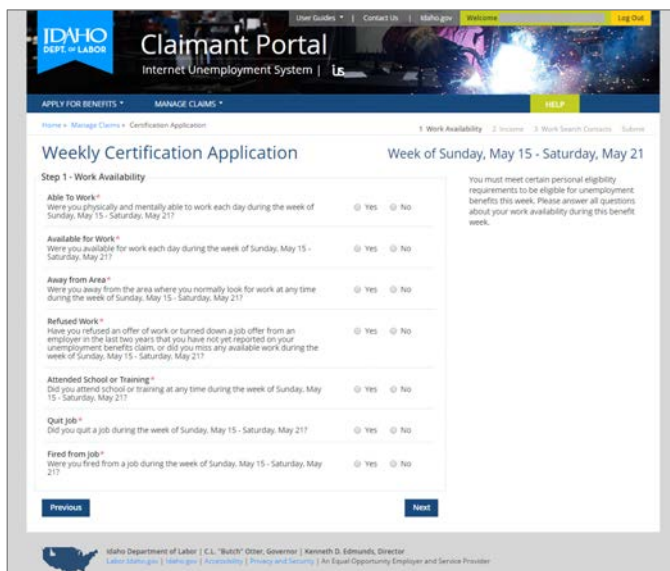 User Guides | Contact Us | Idaho.gov Welcome Log Out
IDAHO
DEPT. OF LABOR
Claimant Portal
Internet Unemployment System | ius
APPLY FOR BENEFITS MANAGE CLAIMS HELP
Home » Manage Claims » Certification Application
1 Work Availability 2 Income 3 Work Search Contacts Submit
Weekly Certification Application
Week of Sunday, May 15 - Saturday, May 21
Step 1 - Work Availability
You must meet certain personal eligibility
requirements to be eligible for unemployment
benefits this week. Please answer all questions
about your work availability during this benefit
week.
Able To Work*
Were you physically and mentally able to work each day during the week of
Sunday, May 15 - Saturday, May 21?
Yes No
Available for Work*
Were you available for work each day during the week of Sunday, May 15 -
Saturday, May 21?
Yes No
Away from Area*
Were you away from the area where you normally look for work at any time
during the week of Sunday, May 15 - Saturday, May 21?
Yes No
Refused Work*
Have you refused an offer of work or turned down a job offer from an
employer in the last two years that you have not yet reported on your
unemployment benefits claim, or did you miss any available work during the
week of Sunday, May 15 - Saturday, May 21?
Yes No
Attended School or Training*
Did you attend school or training at any time during the week of Sunday, May
15 - Saturday, May 21?
Yes No
Quit Job*
Did you quit a job during the week of Sunday, May 15 - Saturday, May 21?
Yes No
Fired from Job*
Were you fired from a job during the week of Sunday, May 15 - Saturday, May
21?
Yes No
Previous Next
Idaho Department of Labor | C.L. "Butch" Otter, Governor | Kenneth D. Edmunds, Director
Labor.Idaho.gov | Idaho.gov | Accessibility | Privacy and Security | An Equal Opportunity Employer and Service Provider